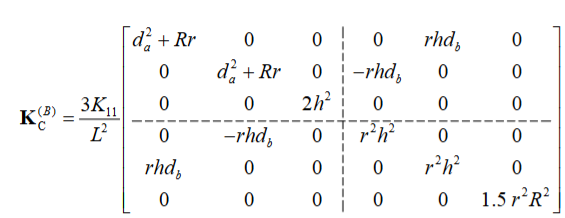 d_a^2 + Rr 0 0 0 rhd_b 0
0 d_a^2 + Rr 0 -rhd_b 0 0
K_C^(B) = 3K_11 / L^2 0 0 2h^2 0 0 0
0 -rhd_b 0 r^2h^2 0 0
rhd_b 0 0 0 r^2h^2 0
0 0 0 0 0 1.5 r^2R^2